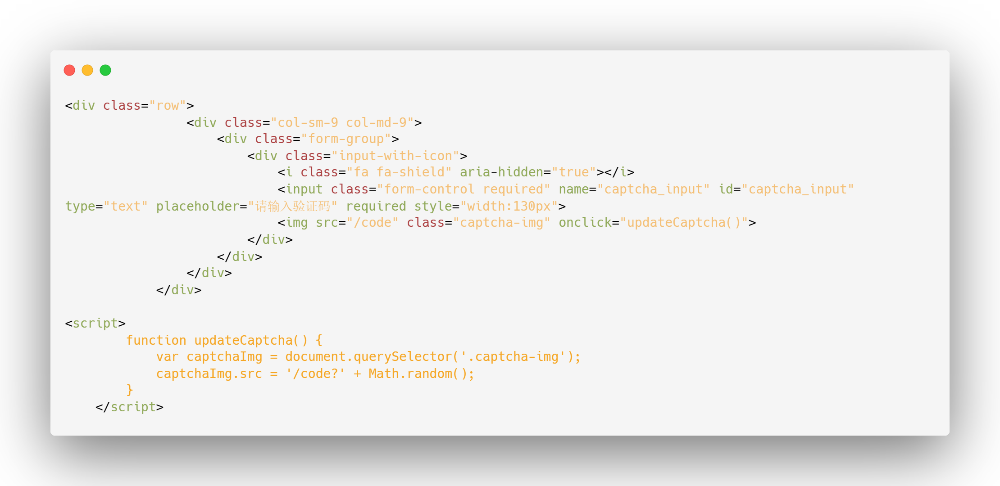 <div class="row">
                <div class="col-sm-9 col-md-9">
                    <div class="form-group">
                        <div class="input-with-icon">
                            <i class="fa fa-shield" aria-hidden="true"></i>
                            <input class="form-control required" name="captcha_input" id="captcha_input"
type="text" placeholder="请输入验证码" required style="width:130px">
                            <img src="/code" class="captcha-img" onclick="updateCaptcha()">
                        </div>
                    </div>
                </div>
            </div>

<script>
        function updateCaptcha() {
            var captchaImg = document.querySelector('.captcha-img');
            captchaImg.src = '/code?' + Math.random();
        }
    </script>